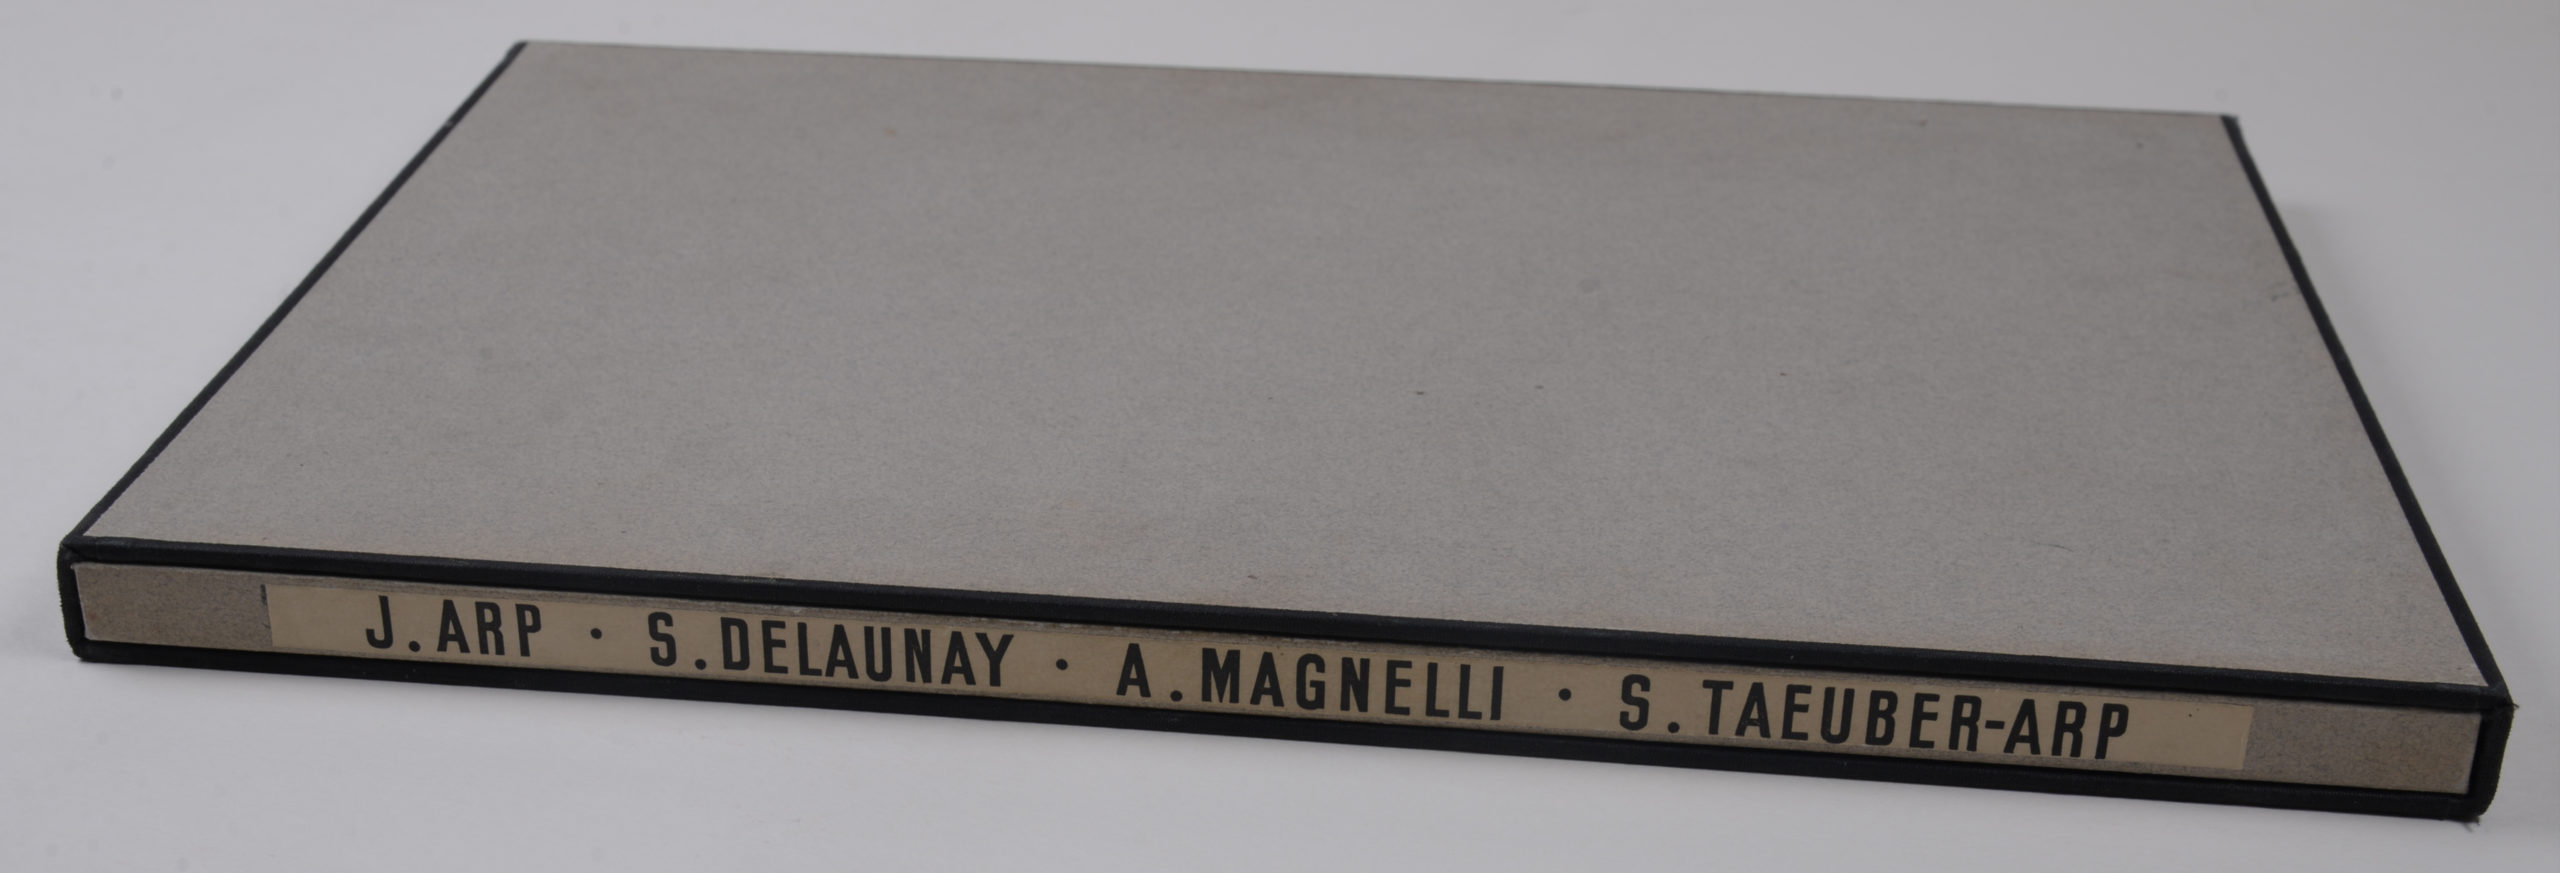 J. ARP · S. DELAUNAY · A. MAGNELLI · S. TAEUBER-ARP